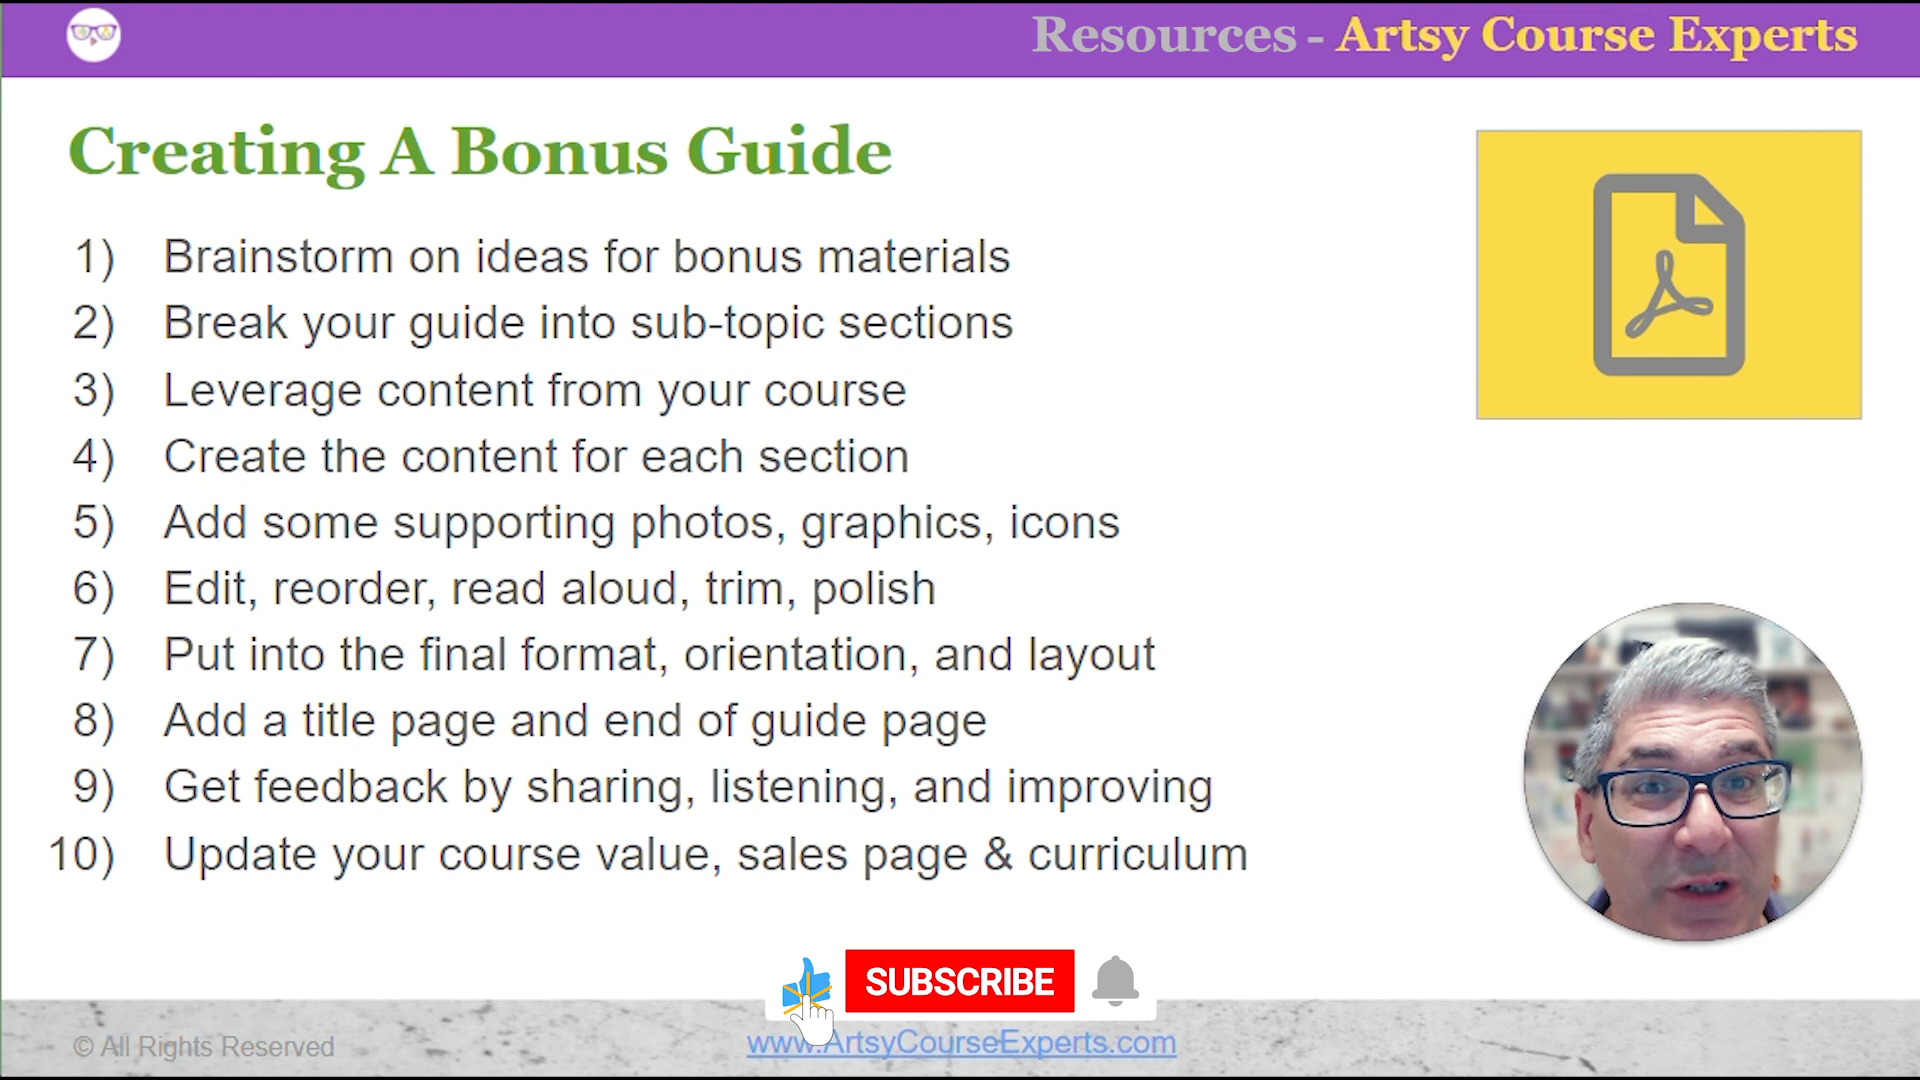 Resources - Artsy Course Experts
Creating A Bonus Guide
1) Brainstorm on ideas for bonus materials
2) Break your guide into sub-topic sections
3) Leverage content from your course
4) Create the content for each section
5) Add some supporting photos, graphics, icons
6) Edit, reorder, read aloud, trim, polish
7) Put into the final format, orientation, and layout
8) Add a title page and end of guide page
9) Get feedback by sharing, listening, and improving
10) Update your course value, sales page & curriculum
SUBSCRIBE
© All Rights Reserved
www.ArtsyCourseExperts.com